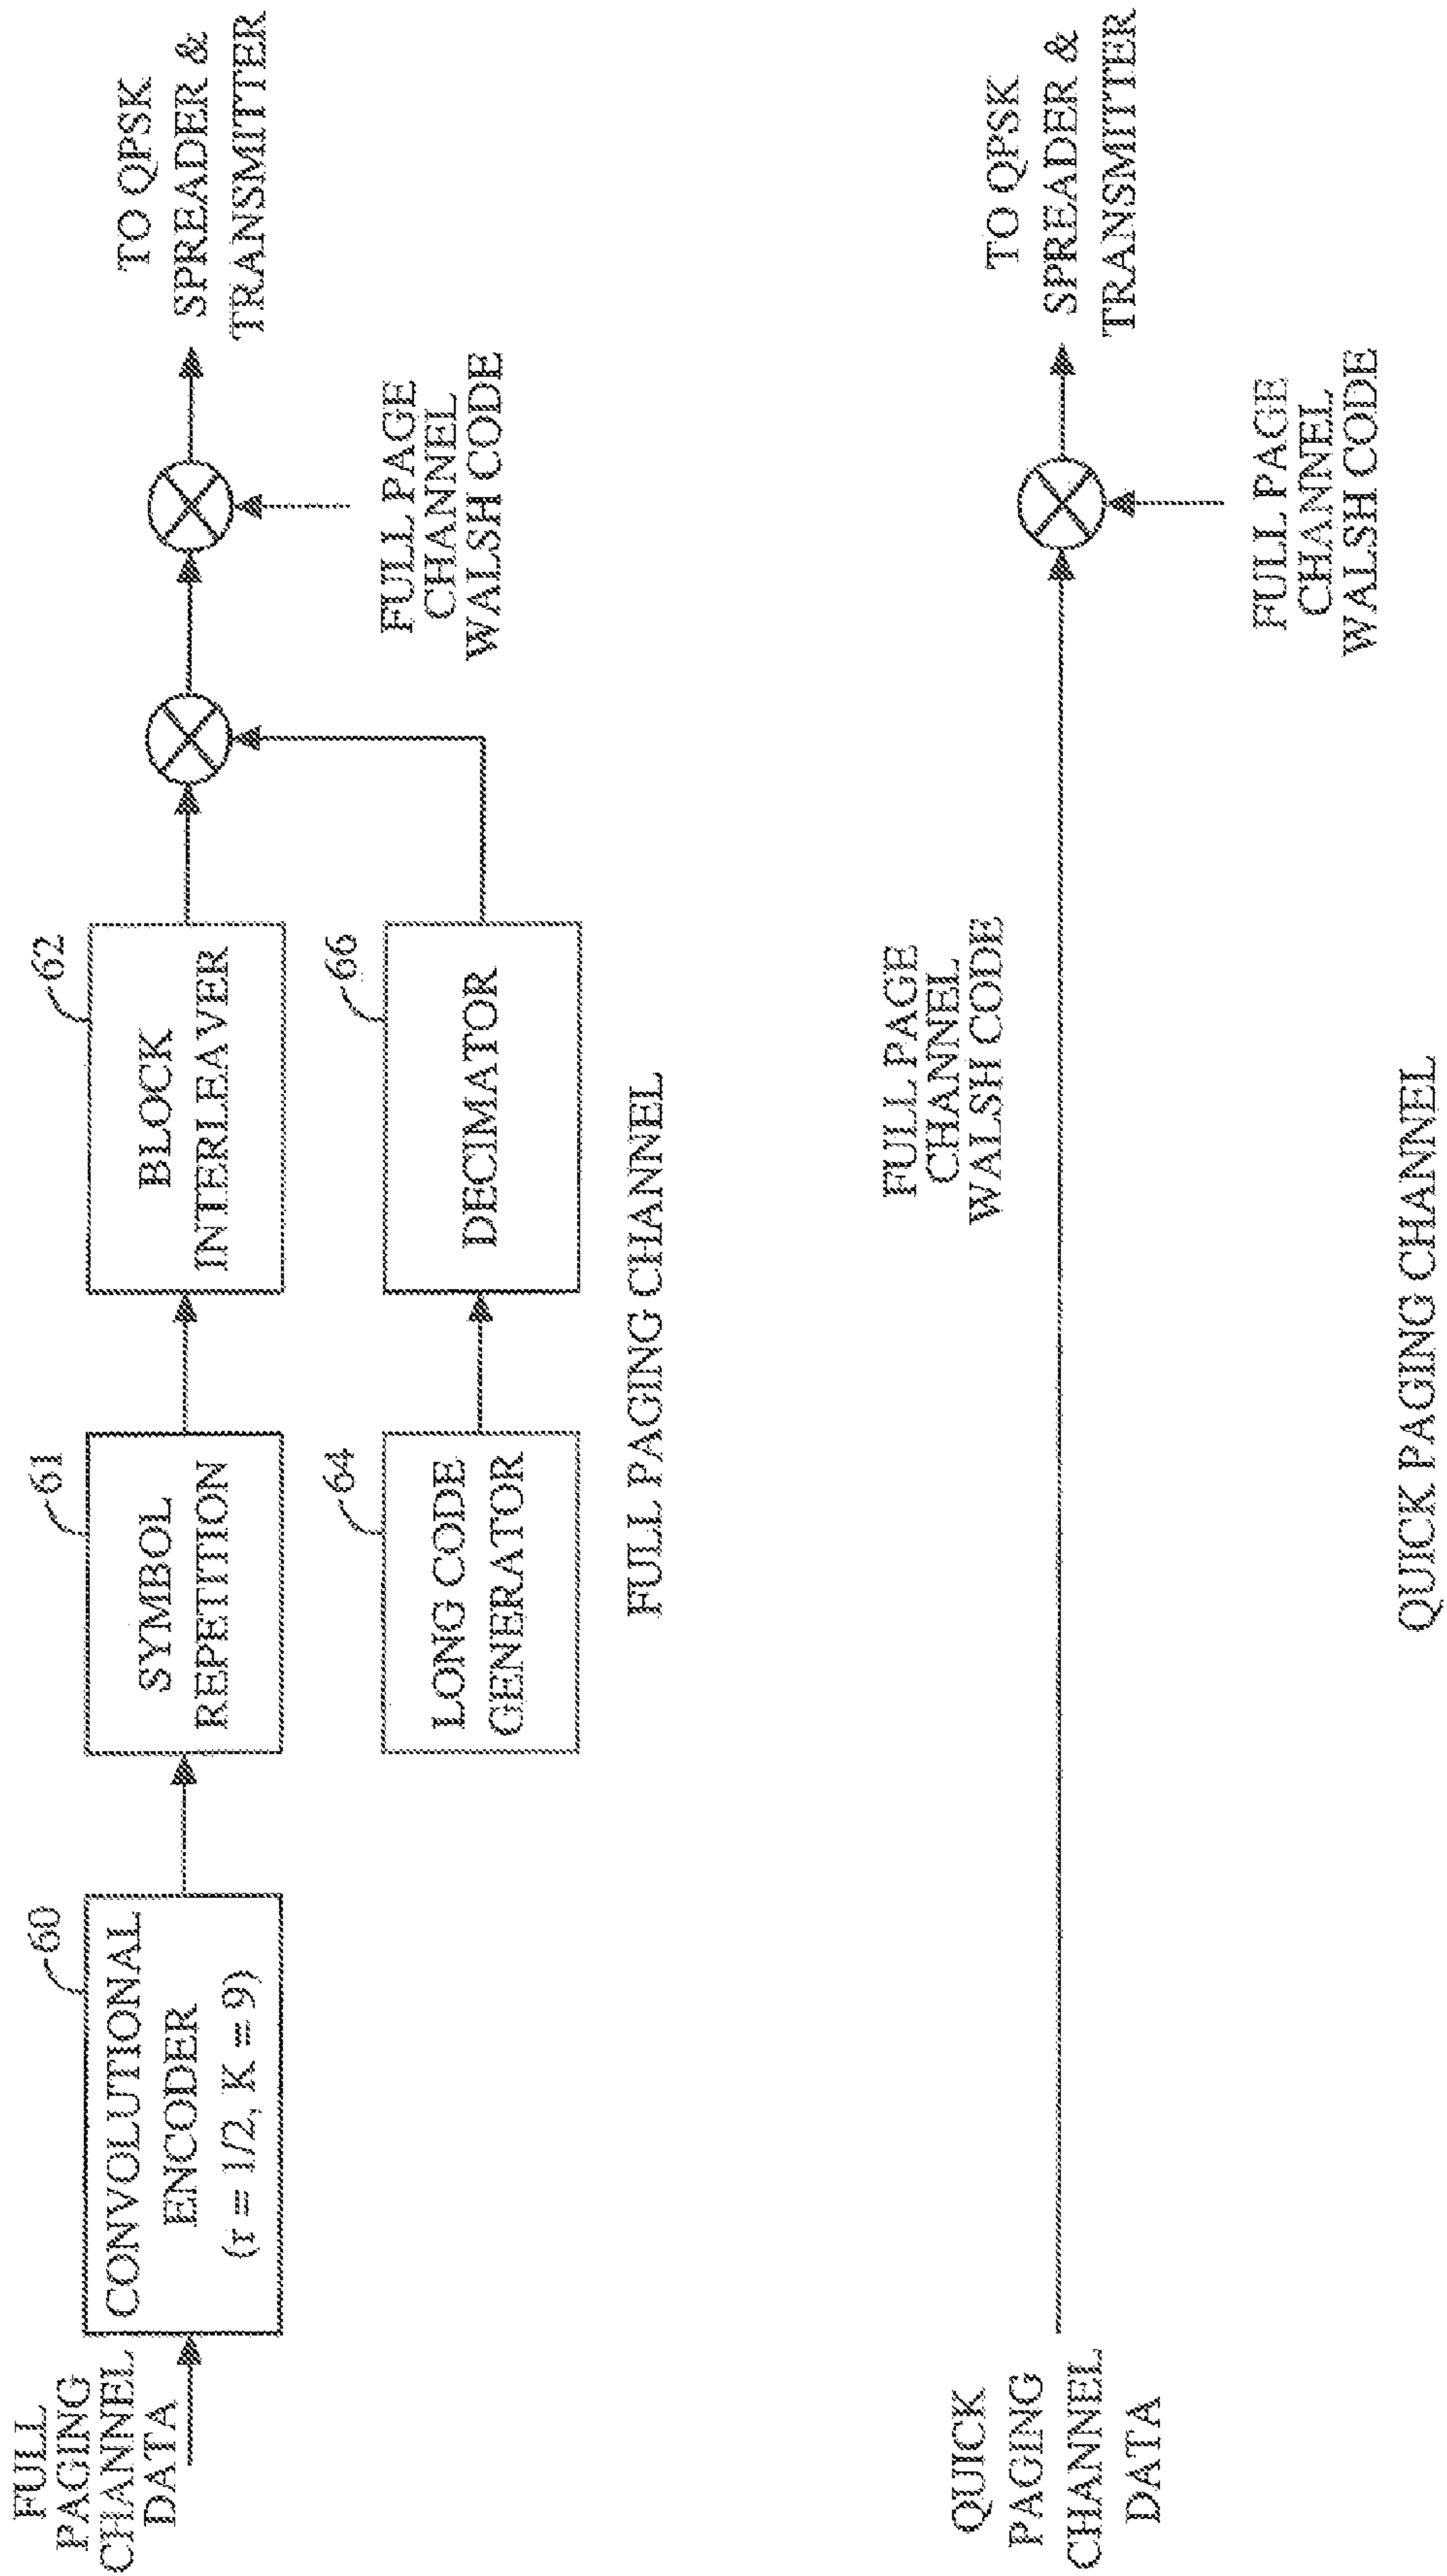 FULL
PAGING
CHANNEL
DATA
60
CONVOLUTIONAL
ENCODER
(r = 1/2, K = 9)
61
SYMBOL
REPETITION
62
BLOCK
INTERLEAVER
TO QPSK
SPREADER &
TRANSMITTER
64
LONG CODE
GENERATOR
66
DECIMATOR
FULL PAGE
CHANNEL
WALSH CODE
FULL PAGING CHANNEL
FULL PAGE
CHANNEL
WALSH CODE
QUICK
PAGING
CHANNEL
DATA
TO QPSK
SPREADER &
TRANSMITTER
FULL PAGE
CHANNEL
WALSH CODE
QUICK PAGING CHANNEL